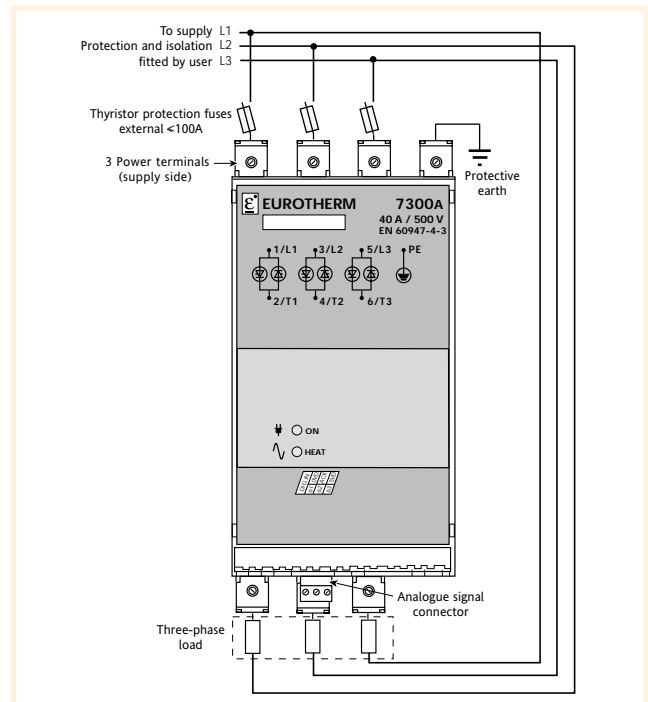 To supply L1
Protection and isolation L2
fitted by user L3
Thyristor protection fuses
external <100A
3 Power terminals
(supply side)
Protective
earth
EUROTHERM 7300A
40 A / 500 V
EN 60947-4-3
1/L1 3/L2 5/L3 PE
2/T1 4/T2 6/T3
ON
HEAT
Analogue signal
connector
Three-phase
load